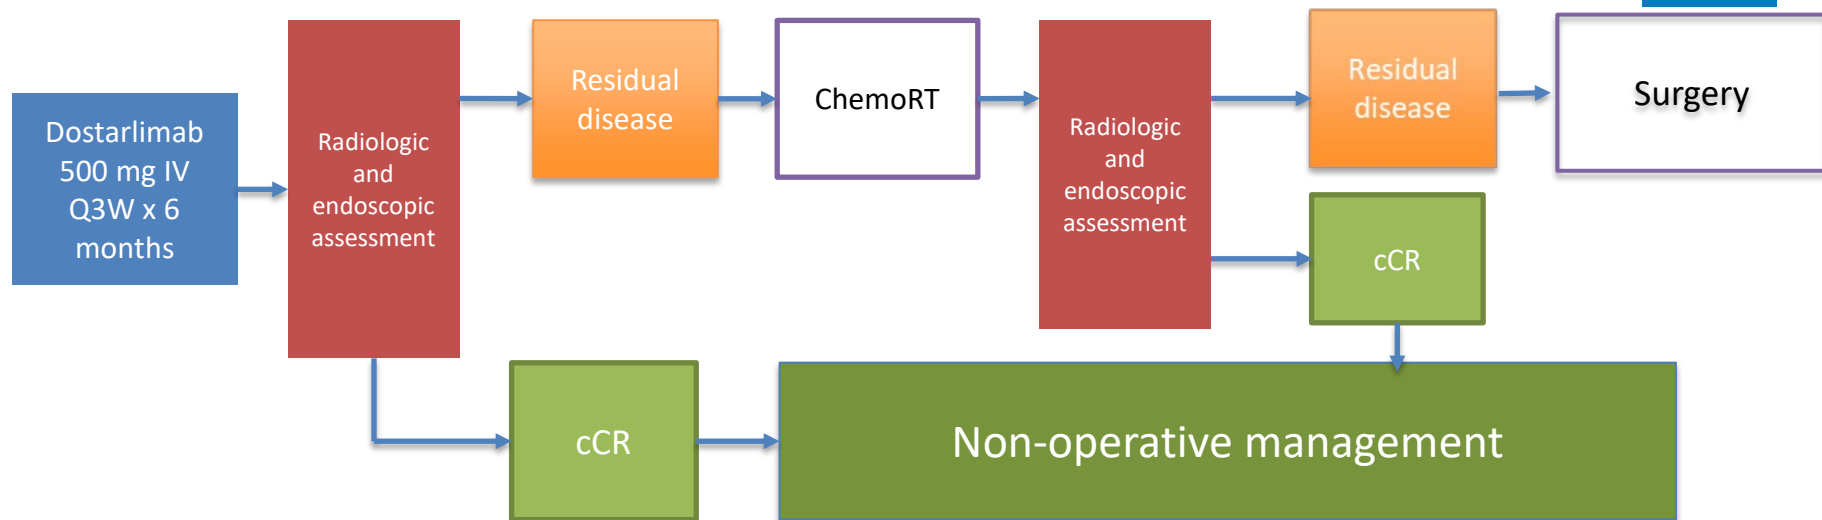 Dostarlimab
500 mg IV
Q3W x 6
months
Radiologic
and
endoscopic
assessment
Residual
disease
ChemoRT
Radiologic
and
endoscopic
assessment
Residual
disease
Surgery
cCR
cCR
Non-operative management